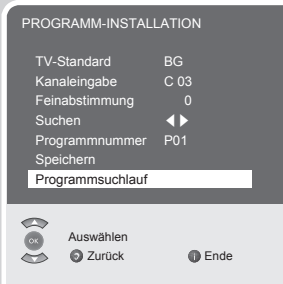 PROGRAMM-INSTALLATION
TV-Standard BG
Kanaleingabe C 03
Feinabstimmung 0
Suchen ◀ ▶
Programmnummer P01
Speichern
Programmsuchlauf
OK Auswählen
Zurück i Ende